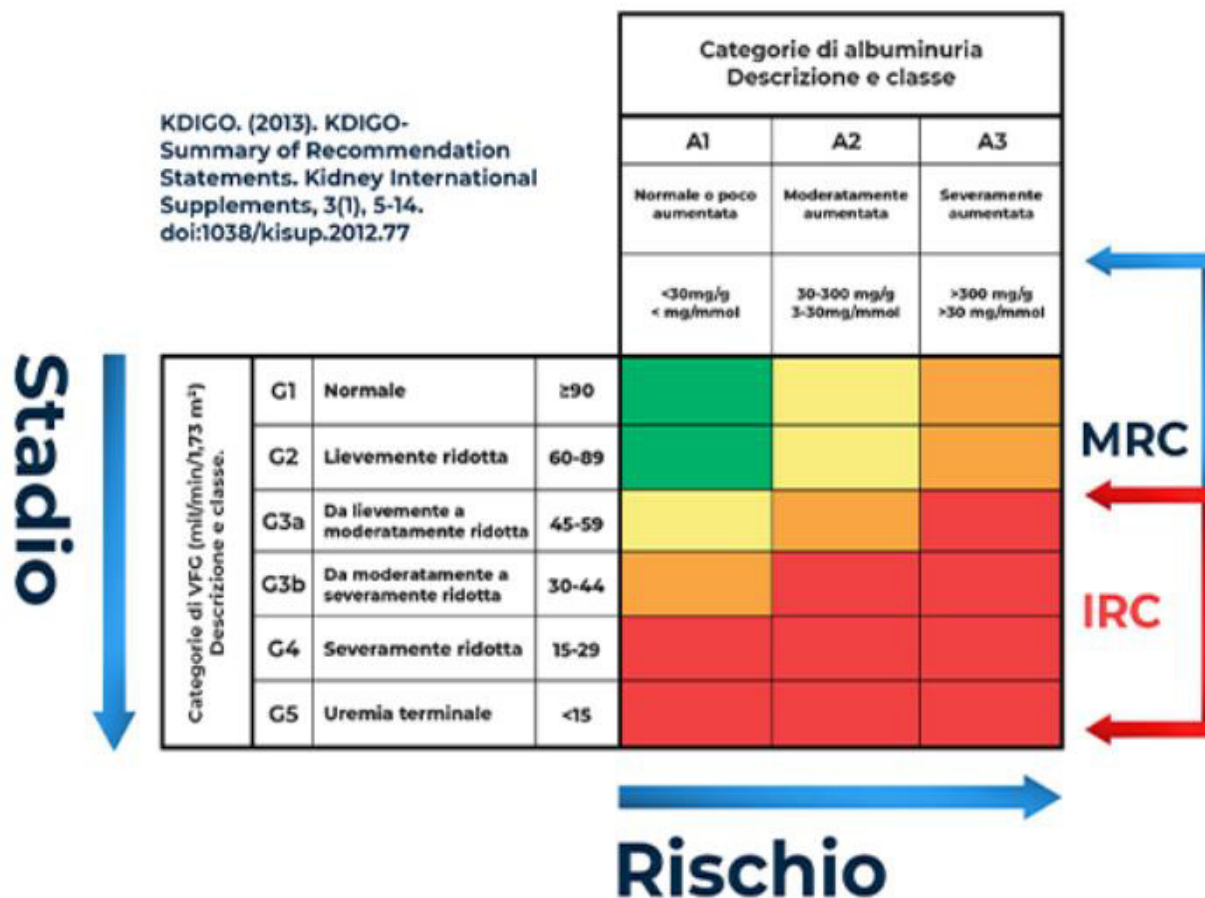 Categorie di albuminuria
Descrizione e classe
KDIGO. (2013). KDIGO-
Summary of Recommendation
Statements. Kidney International
Supplements, 3(1), 5-14.
doi:1038/kisup.2012.77
A1
A2
A3
Normale o poco
aumentata
Moderatamente
aumentata
Severamente
aumentata
<30mg/g
< mg/mmol
30-300 mg/g
3-30mg/mmol
>300 mg/g
>30 mg/mmol
Stadio
Categorie di VFG (mil/min/1,73 m²)
Descrizione e classe.
G1
Normale
≥90
G2
Lievemente ridotta
60-89
G3a
Da lievemente a
moderatamente ridotta
45-59
G3b
Da moderatamente a
severamente ridotta
30-44
G4
Severamente ridotta
15-29
G5
Uremia terminale
<15
MRC
IRC
Rischio